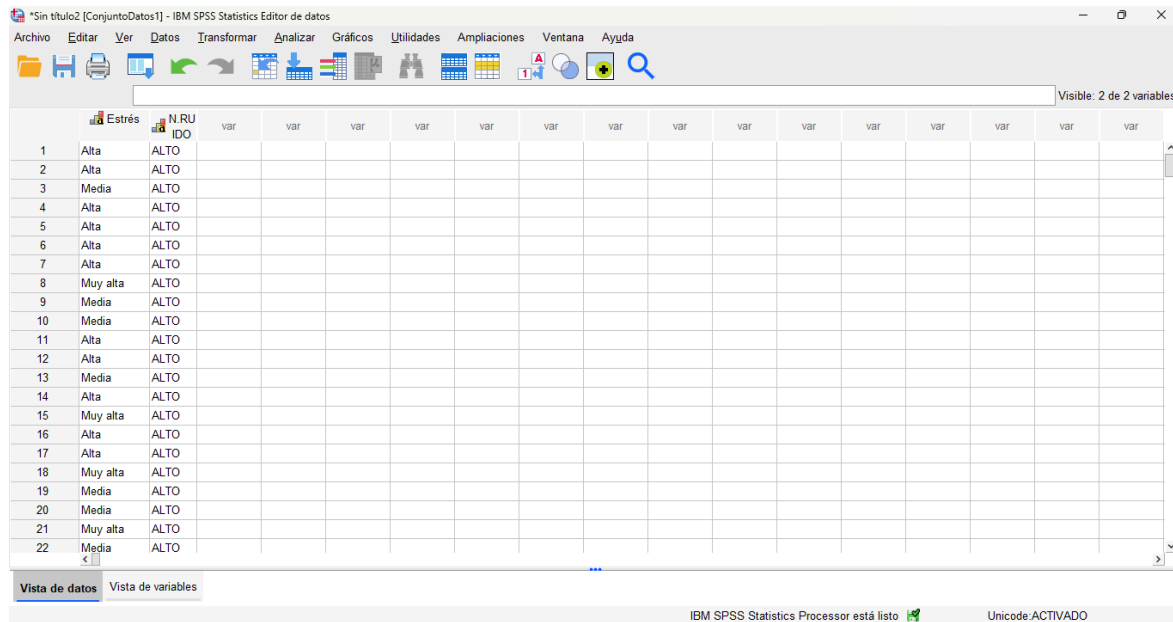 *Sin título2 [ConjuntoDatos1] - IBM SPSS Statistics Editor de datos
Archivo Editar Ver Datos Transformar Analizar Gráficos Utilidades Ampliaciones Ventana Ayuda
Visible: 2 de 2 variables
Estrés N.RUIDO var var var var var var var var var var var var var var var
1 Alta ALTO
2 Alta ALTO
3 Media ALTO
4 Alta ALTO
5 Alta ALTO
6 Alta ALTO
7 Alta ALTO
8 Muy alta ALTO
9 Media ALTO
10 Media ALTO
11 Alta ALTO
12 Alta ALTO
13 Media ALTO
14 Alta ALTO
15 Muy alta ALTO
16 Alta ALTO
17 Alta ALTO
18 Muy alta ALTO
19 Media ALTO
20 Media ALTO
21 Muy alta ALTO
22 Media ALTO
Vista de datos Vista de variables
IBM SPSS Statistics Processor está listo Unicode:ACTIVADO